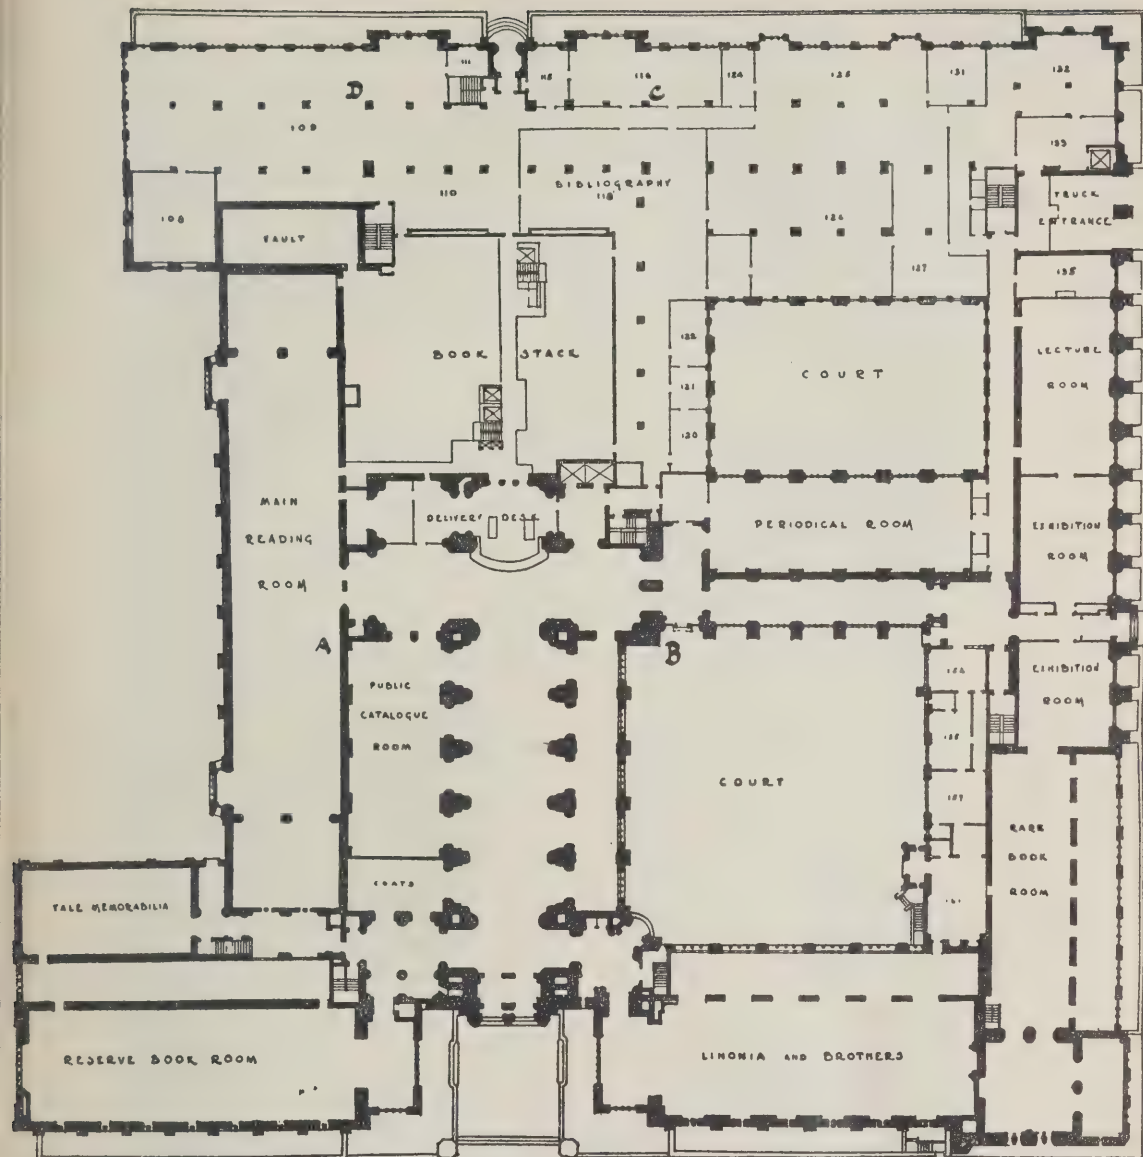 111
115
116
124
125
131
132
D
C
109
133
110
BIBLIOGRAPHY
118
TRUCK
ENTRANCE
108
126
VAULT
127
135
122
BOOK STACK
COURT
LECTURE
ROOM
121
120
MAIN
READING
ROOM
DELIVERY DESK
PERIODICAL ROOM
EXHIBITION
ROOM
A
B
PUBLIC
CATALOGUE
ROOM
EXHIBITION
ROOM
COURT
RARE
BOOK
ROOM
COATS
YALE MEMORABILIA
RESERVE BOOK ROOM
LINONIA AND BROTHERS